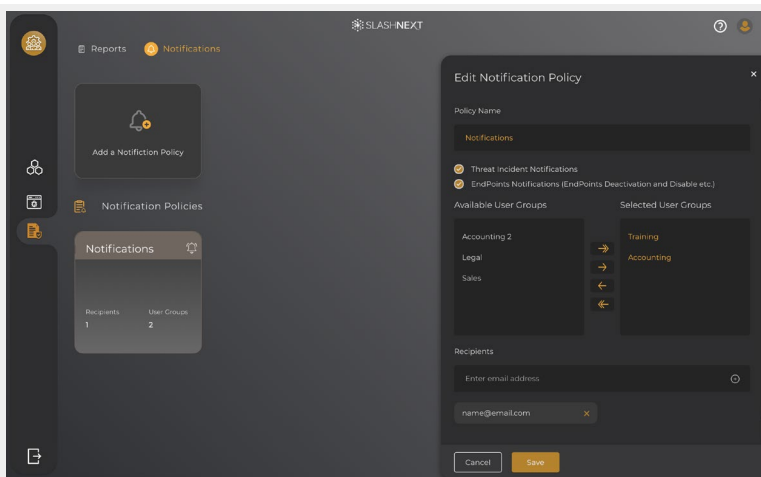 SLASHNEXT
Reports
Notifications
Add a Notifiction Policy
Notification Policies
Notifications
Recipients
User Groups
1
2
Edit Notification Policy
Policy Name
Notifications
Threat Incident Notifications
EndPoints Notifications (EndPoints Deactivation and Disable etc.)
Available User Groups
Selected User Groups
Accounting 2
Legal
Sales
Training
Accounting
Recipients
Enter email address
name@email.com
Cancel
Save